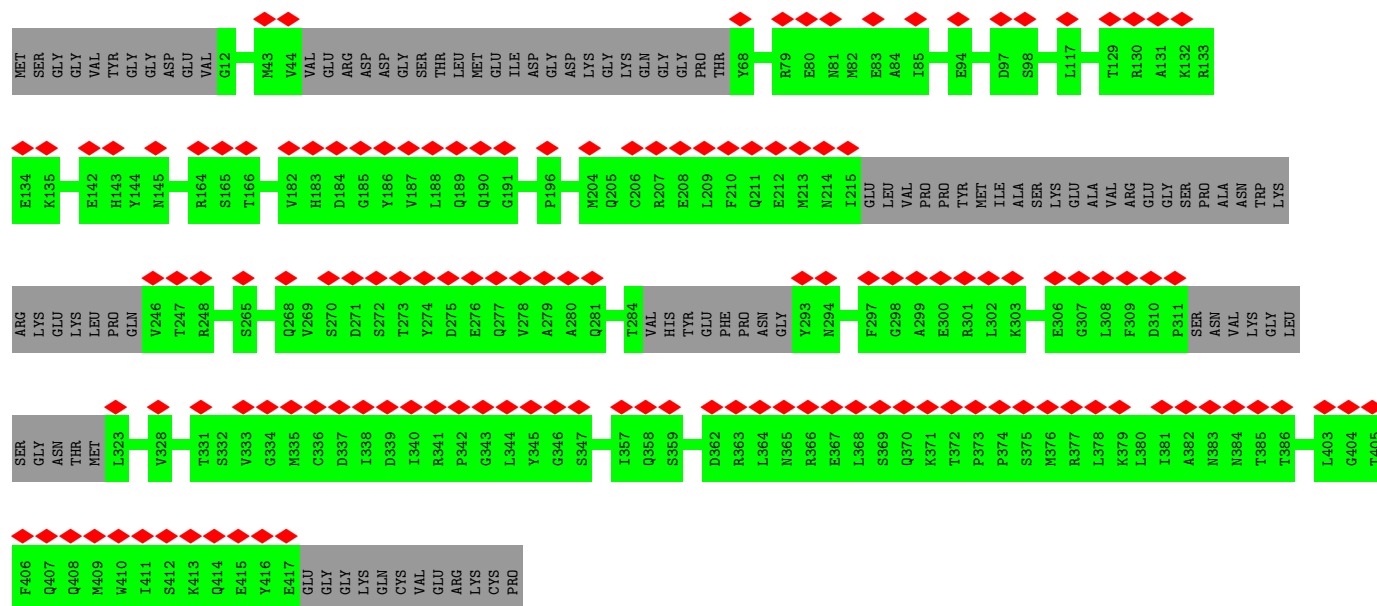 MET SER GLY GLY VAL TYR GLY GLY ASP GLU VAL G12 M43 V44 VAL GLU ARG ASP ASP GLY SER THR LEU MET GLU ILE ASP GLY ASP LYS GLY LYS GLN GLY GLY PRO THR Y68 R79 E80 N81 M82 E83 A84 I85 E94 D97 S98 L117 T129 R130 A131 K132 R133
E134 K135 E142 H143 Y144 N145 R164 S165 T166 V182 H183 D184 G185 Y186 V187 L188 Q189 Q190 G191 P196 M204 Q205 C206 R207 E208 L209 F210 Q211 E212 M213 N214 I215 GLU LEU VAL PRO PRO TYR MET ILE ALA SER LYS GLU ALA VAL ARG GLU GLY SER PRO ALA ASN TRP LYS
ARG LYS GLU LYS LEU PRO GLN V246 T247 R248 S265 Q268 V269 S270 D271 S272 T273 Y274 D275 E276 Q277 V278 A279 A280 Q281 T284 VAL HIS TYR GLU PHE PRO ASN GLY Y293 N294 F297 G298 A299 E300 R301 L302 K303 E306 G307 L308 F309 D310 P311 SER ASN VAL LYS GLY LEU
SER GLY ASN THR MET L323 V328 T331 S332 V333 G334 M335 C336 D337 I338 D339 I340 R341 P342 G343 L344 Y345 G346 S347 I357 Q358 S359 D362 R363 L364 N365 R366 E367 L368 S369 Q370 K371 T372 P373 P374 S375 M376 R377 L378 K379 L380 I381 A382 N383 N384 T385 T386 L403 G404 T405
F406 Q407 Q408 M409 W410 I411 S412 K413 Q414 E415 Y416 E417 GLU GLY GLY LYS GLN CYS VAL GLU ARG LYS CYS PRO